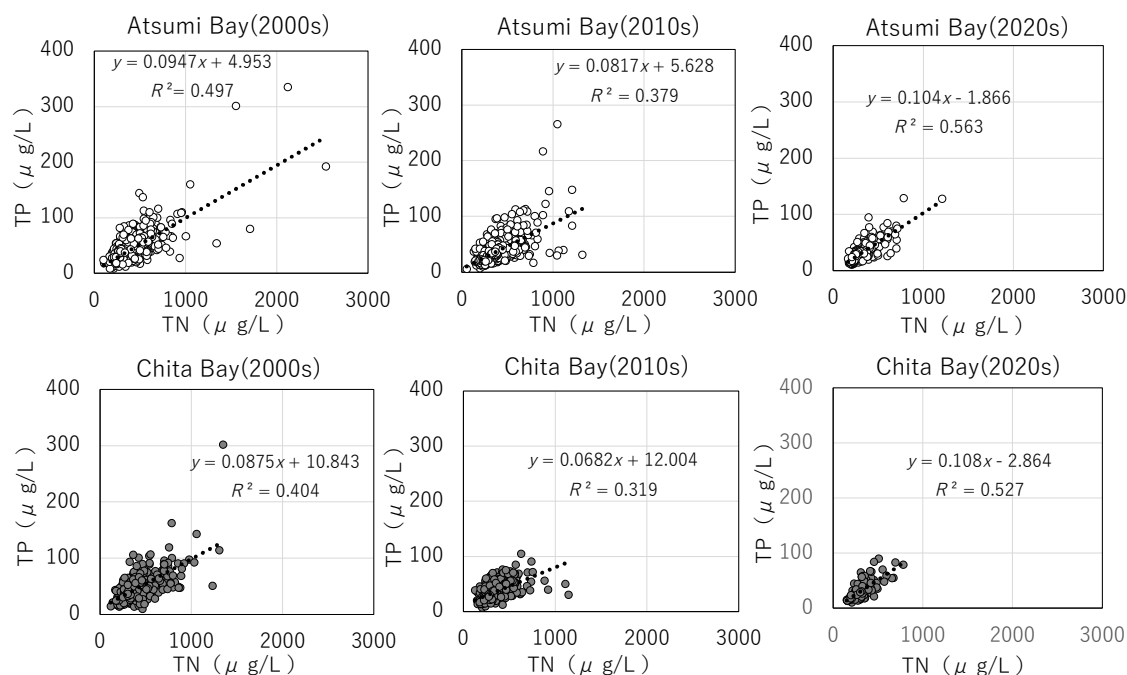 Atsumi Bay(2000s)
y = 0.0947x + 4.953
R²= 0.497
TP (μ g/L)
400
300
200
100
0
0 1000 2000 3000
TN (μ g/L)
Atsumi Bay(2010s)
y = 0.0817x + 5.628
R² = 0.379
TP (μ g/L)
400
300
200
100
0
0 1000 2000 3000
TN (μ g/L)
Atsumi Bay(2020s)
y = 0.104x - 1.866
R² = 0.563
TP (μ g/L)
400
300
200
100
0
0 1000 2000 3000
TN (μ g/L)
Chita Bay(2000s)
y = 0.0875x + 10.843
R² = 0.404
TP (μ g/L)
400
300
200
100
0
0 1000 2000 3000
TN (μ g/L)
Chita Bay(2010s)
y = 0.0682x + 12.004
R² = 0.319
TP (μ g/L)
400
300
200
100
0
0 1000 2000 3000
TN (μ g/L)
Chita Bay(2020s)
y = 0.108x - 2.864
R² = 0.527
TP (μ g/L)
400
300
200
100
0
0 1000 2000 3000
TN (μ g/L)